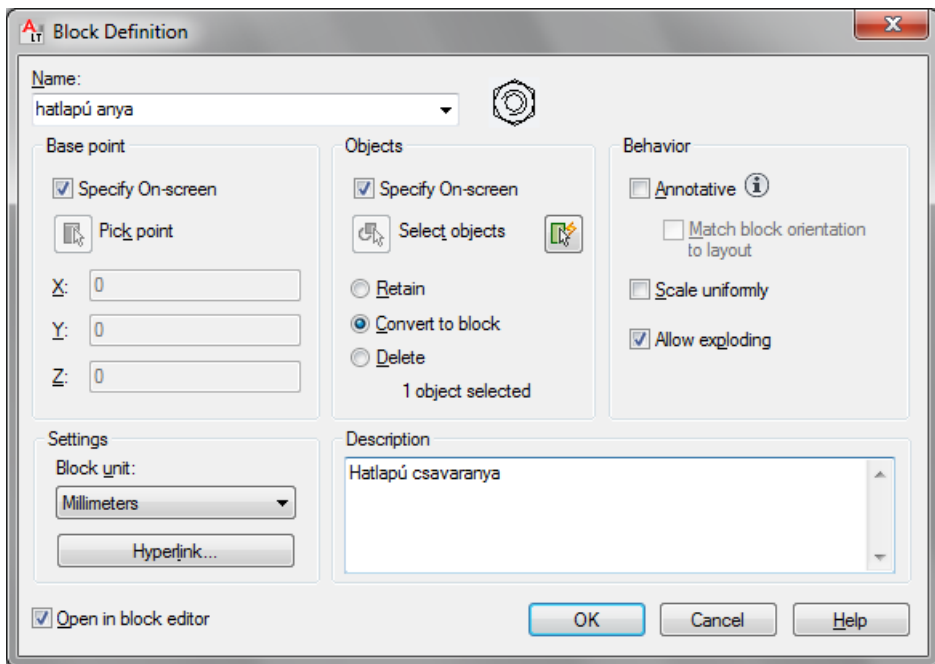 A LT Block Definition
Name:
hatlapú anya
Base point
Specify On-screen
Pick point
X: 0
Y: 0
Z: 0
Objects
Specify On-screen
Select objects
Retain
Convert to block
Delete
1 object selected
Behavior
Annotative i
Match block orientation
to layout
Scale uniformly
Allow exploding
Settings
Block unit:
Millimeters
Hyperlink...
Description
Hatlapú csavaranya
Open in block editor
OK Cancel Help